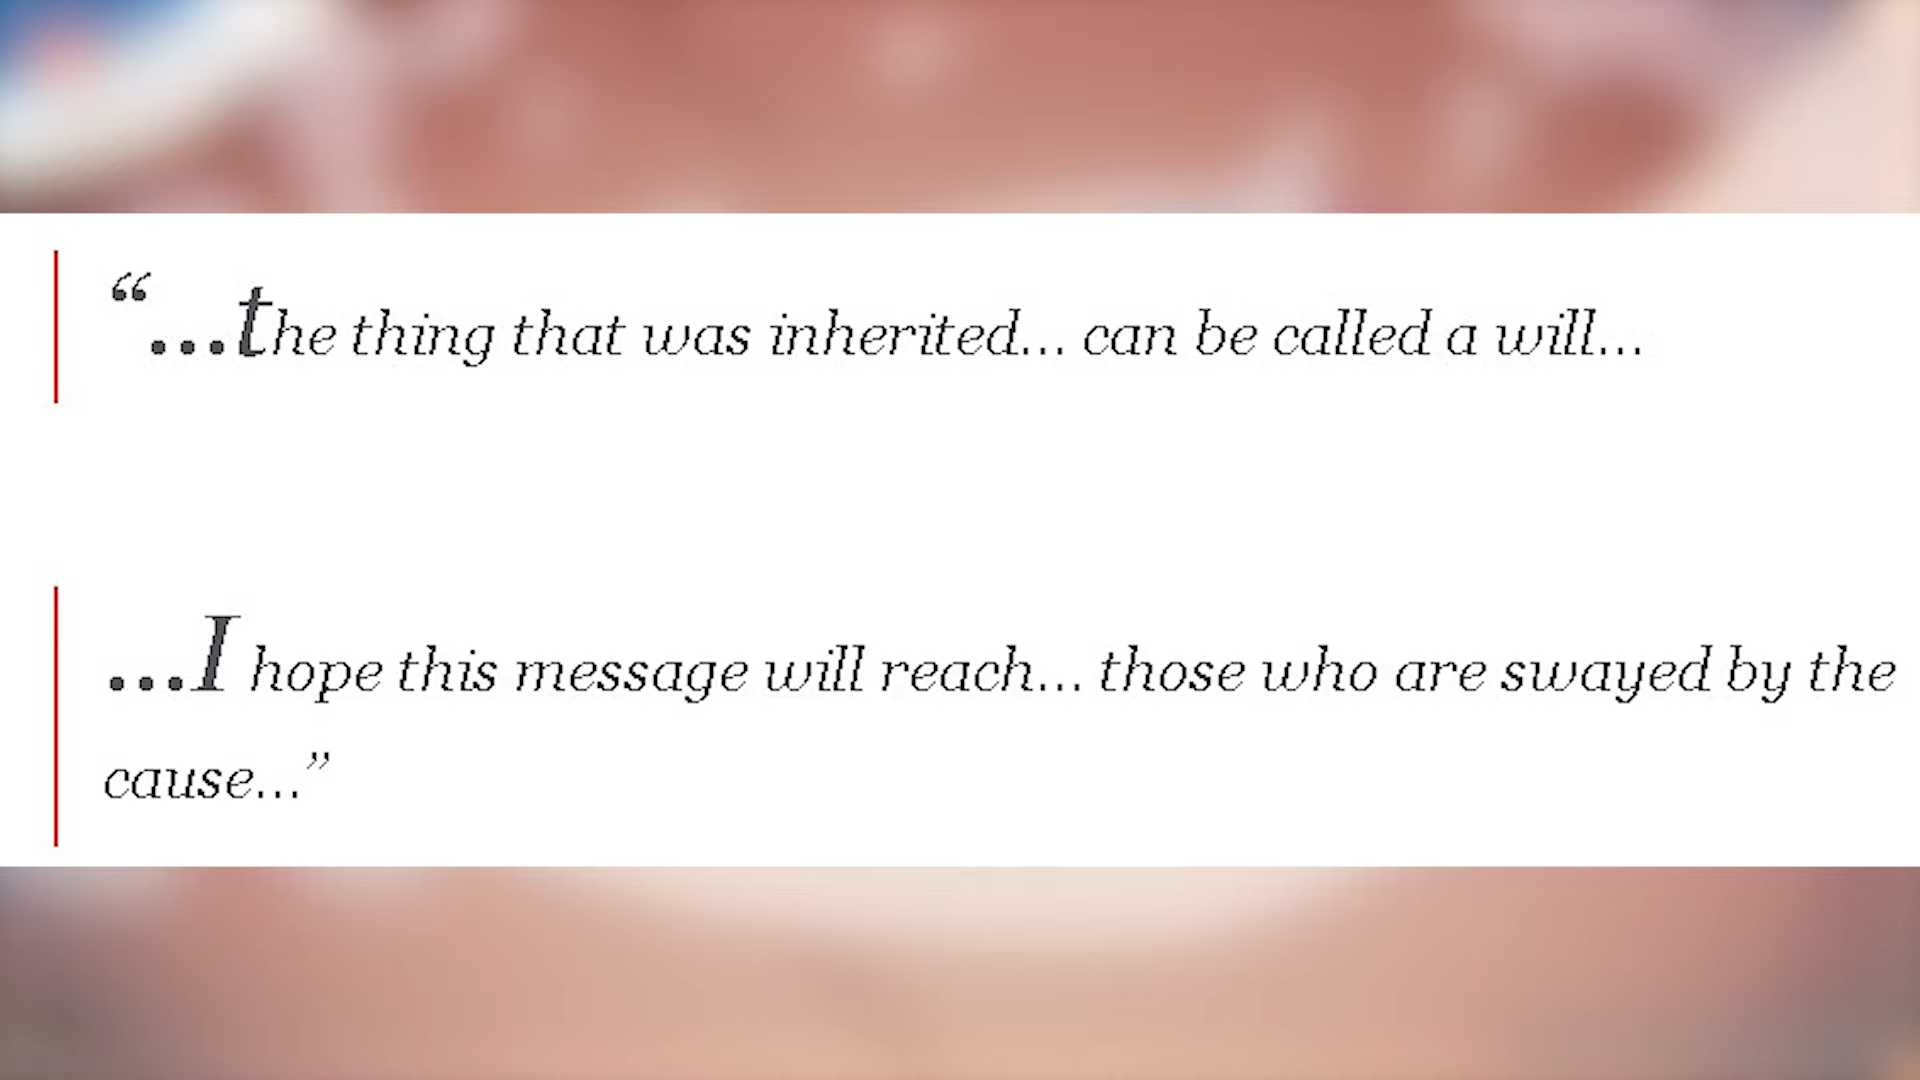 “...the thing that was inherited... can be called a will...
...I hope this message will reach... those who are swayed by the
cause...”